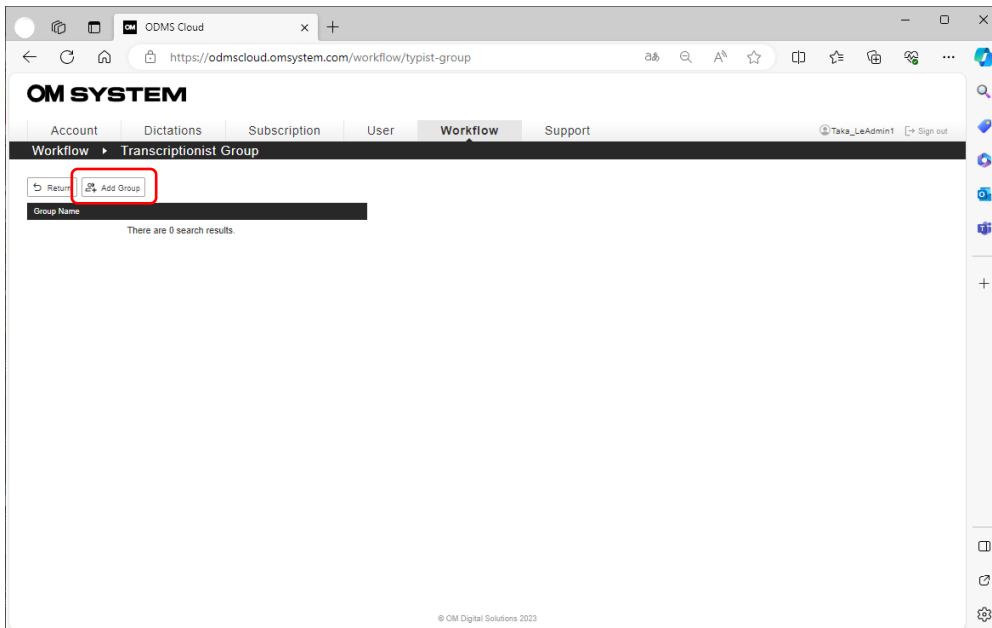 OM ODMS Cloud
https://odmscloud.omsystem.com/workflow/typist-group
OM SYSTEM
Account Dictations Subscription User Workflow Support Taka_LeAdmin1 Sign out
Workflow Transcriptionist Group
Return Add Group
Group Name
There are 0 search results.
© OM Digital Solutions 2023